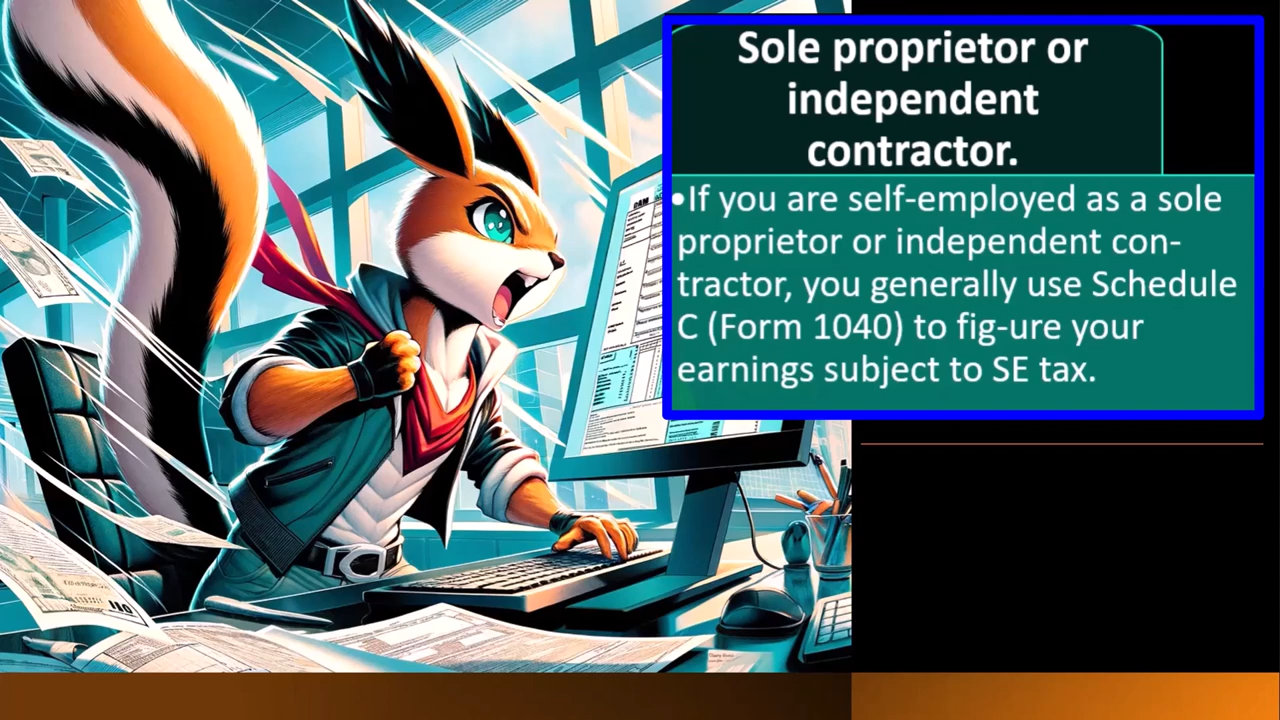 Sole proprietor or
independent
contractor.
•If you are self-employed as a sole
proprietor or independent con-
tractor, you generally use Schedule
C (Form 1040) to fig-ure your
earnings subject to SE tax.